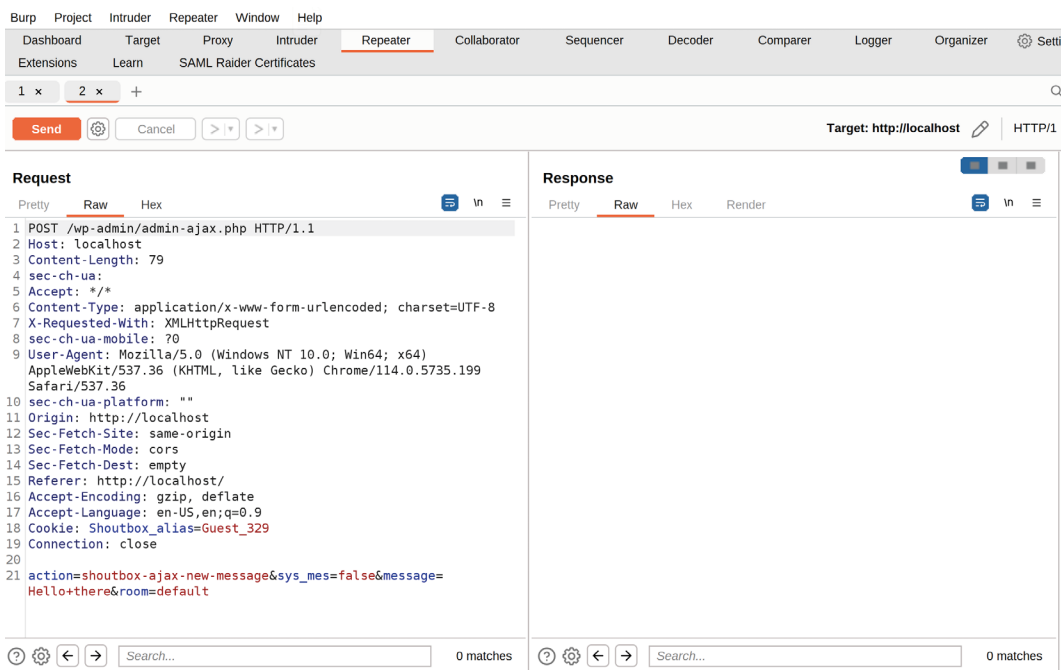 Burp Project Intruder Repeater Window Help
Dashboard Target Proxy Intruder Repeater Collaborator Sequencer Decoder Comparer Logger Organizer Setti
Extensions Learn SAML Raider Certificates
1 × 2 × +
Send Cancel > ▾ > ▾ Target: http://localhost HTTP/1
Request
Pretty Raw Hex \n
1 POST /wp-admin/admin-ajax.php HTTP/1.1
2 Host: localhost
3 Content-Length: 79
4 sec-ch-ua:
5 Accept: */*
6 Content-Type: application/x-www-form-urlencoded; charset=UTF-8
7 X-Requested-With: XMLHttpRequest
8 sec-ch-ua-mobile: ?0
9 User-Agent: Mozilla/5.0 (Windows NT 10.0; Win64; x64)
AppleWebKit/537.36 (KHTML, like Gecko) Chrome/114.0.5735.199
Safari/537.36
10 sec-ch-ua-platform: ""
11 Origin: http://localhost
12 Sec-Fetch-Site: same-origin
13 Sec-Fetch-Mode: cors
14 Sec-Fetch-Dest: empty
15 Referer: http://localhost/
16 Accept-Encoding: gzip, deflate
17 Accept-Language: en-US,en;q=0.9
18 Cookie: Shoutbox_alias=Guest_329
19 Connection: close
20
21 action=shoutbox-ajax-new-message&sys_mes=false&message=
Hello+there&room=default
Search... 0 matches
Response
Pretty Raw Hex Render \n
Search... 0 matches